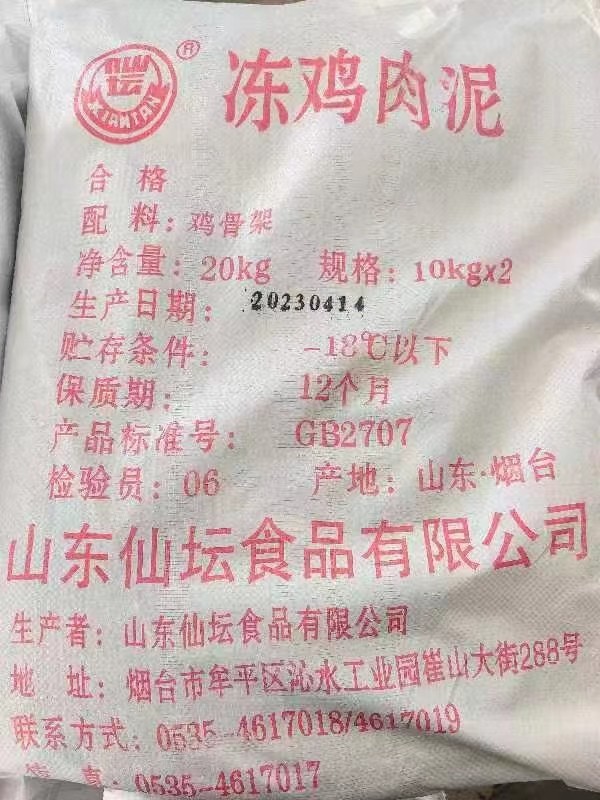 仙坛
XIANTAN
®
冻鸡肉泥
合 格
配 料：鸡骨架
净含量：20kg 规格：10kgx2
生产日期：20230414
贮存条件：-18℃以下
保质期：12个月
产品标准号：GB2707
检验员：06 产地：山东·烟台
山东仙坛食品有限公司
生产者：山东仙坛食品有限公司
地 址：烟台市牟平区沁水工业园崔山大街288号
联系方式：0535-4617018/4617019
传 真：0535-4617017